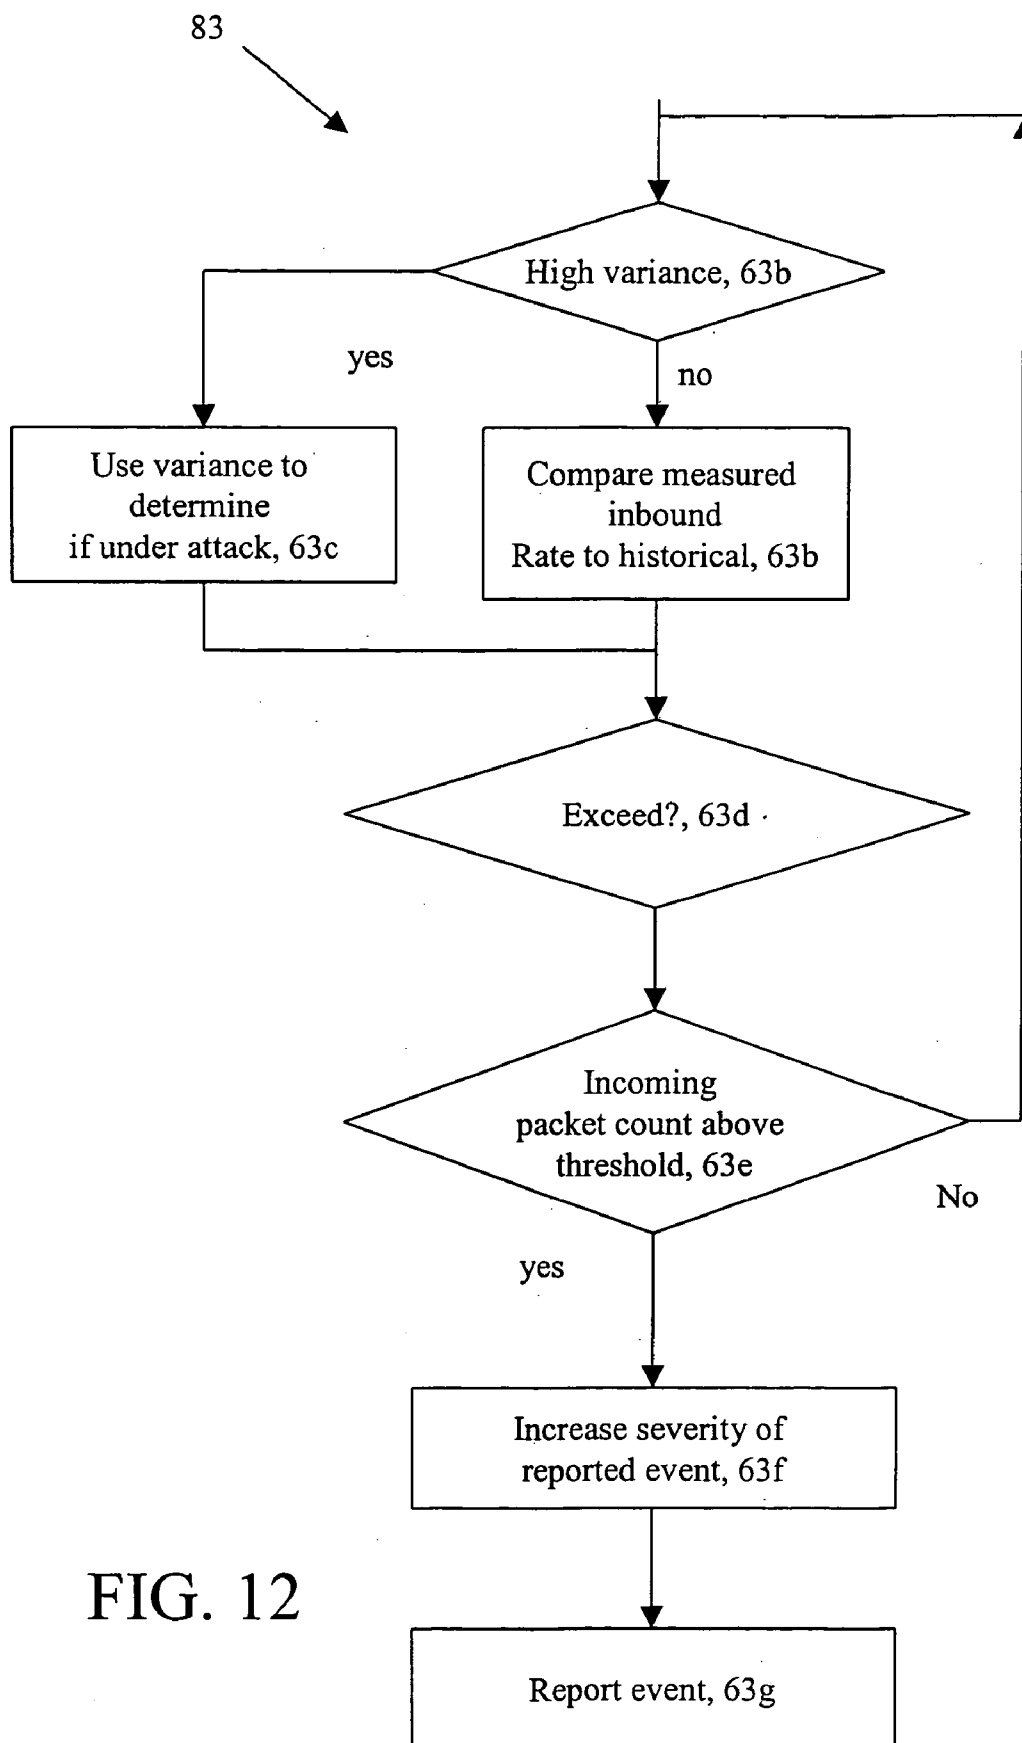 83
High variance, 63b
yes
no
Use variance to
determine
if under attack, 63c
Compare measured
inbound
Rate to historical, 63b
Exceed?, 63d
Incoming
packet count above
threshold, 63e
No
yes
Increase severity of
reported event, 63f
FIG. 12
Report event, 63g